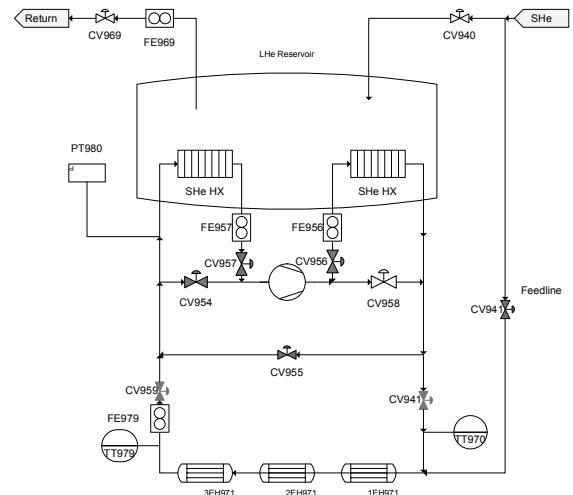 Return
SHe
CV969
FE969
CV940
LHe Reservoir
PT980
SHe HX
SHe HX
FE957
FE956
CV957
CV956
CV954
CV958
CV941
Feedline
CV955
CV959
CV941
FE979
TT979
TT970
3EH971
2EH971
1EH971